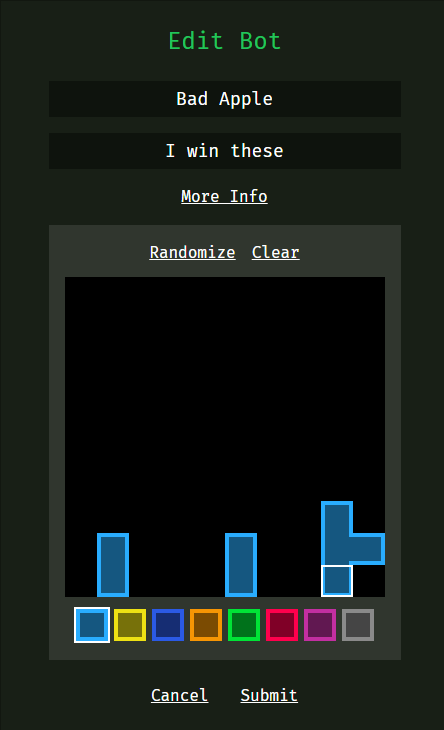 Edit Bot
Bad Apple
I win these
More Info
Randomize Clear
Cancel Submit